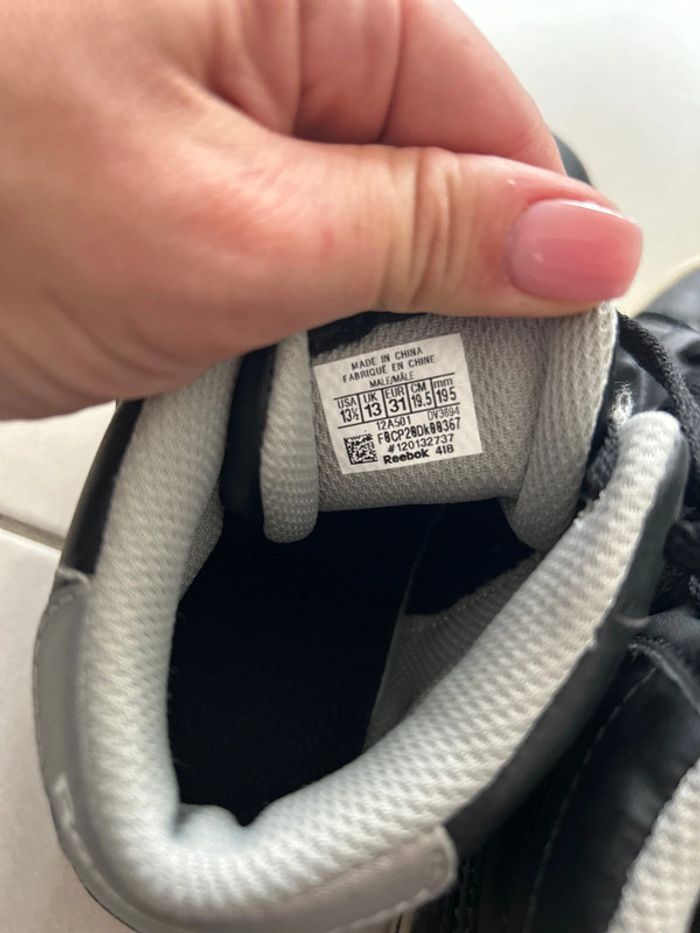 MADE IN CHINA
FABRIQUÉ EN CHINE
MALE/MÂLE
USA UK EUR CM mm
13½ 13 31 19.5 195
12A501 DV3694
F8CP20Dk00367
#120132737
Reebok 418